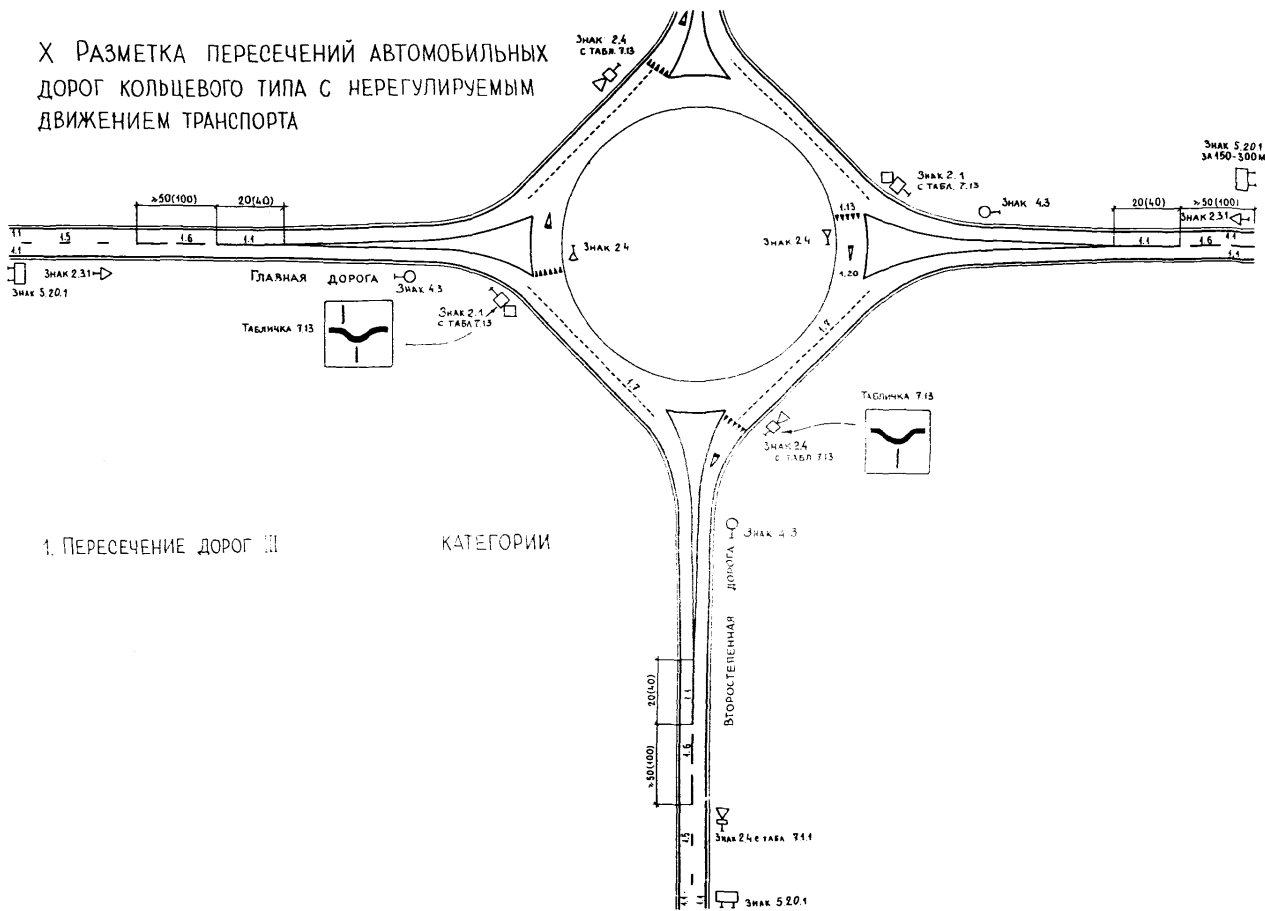 X РАЗМЕТКА ПЕРЕСЕЧЕНИЙ АВТОМОБИЛЬНЫХ
ДОРОГ КОЛЬЦЕВОГО ТИПА С НЕРЕГУЛИРУЕМЫМ
ДВИЖЕНИЕМ ТРАНСПОРТА
ЗНАК 2.4
С ТАБЛ. 7.13
ЗНАК 5.20.1
ЗА 150-300М
ЗНАК 2.1
С ТАБЛ. 7.13
≥50(100)
20(40)
ЗНАК 4.3
20(40)
≥50(100)
ЗНАК 2.3.1
1.1
1.5
1.6
1.1
1.1
ЗНАК 2.4
ЗНАК 2.4
1.13
1.20
1.1
1.6
1.1
1.1
ЗНАК 2.3.1
ЗНАК 5.20.1
ГЛАВНАЯ ДОРОГА
ЗНАК 4.3
ТАБЛИЧКА 7.13
ЗНАК 2.1
С ТАБЛ 7.13
1.7
1.7
ТАБЛИЧКА 7.13
ЗНАК 2.4
С ТАБЛ 7.13
1. ПЕРЕСЕЧЕНИЕ ДОРОГ III КАТЕГОРИИ
ЗНАК 4.3
ВТОРОСТЕПЕННАЯ ДОРОГА
20(40)
1.1
≥50(100)
1.6
1.5
ЗНАК 2.4 С ТАБЛ 7.1.1
1.1
1.1
ЗНАК 5.20.1